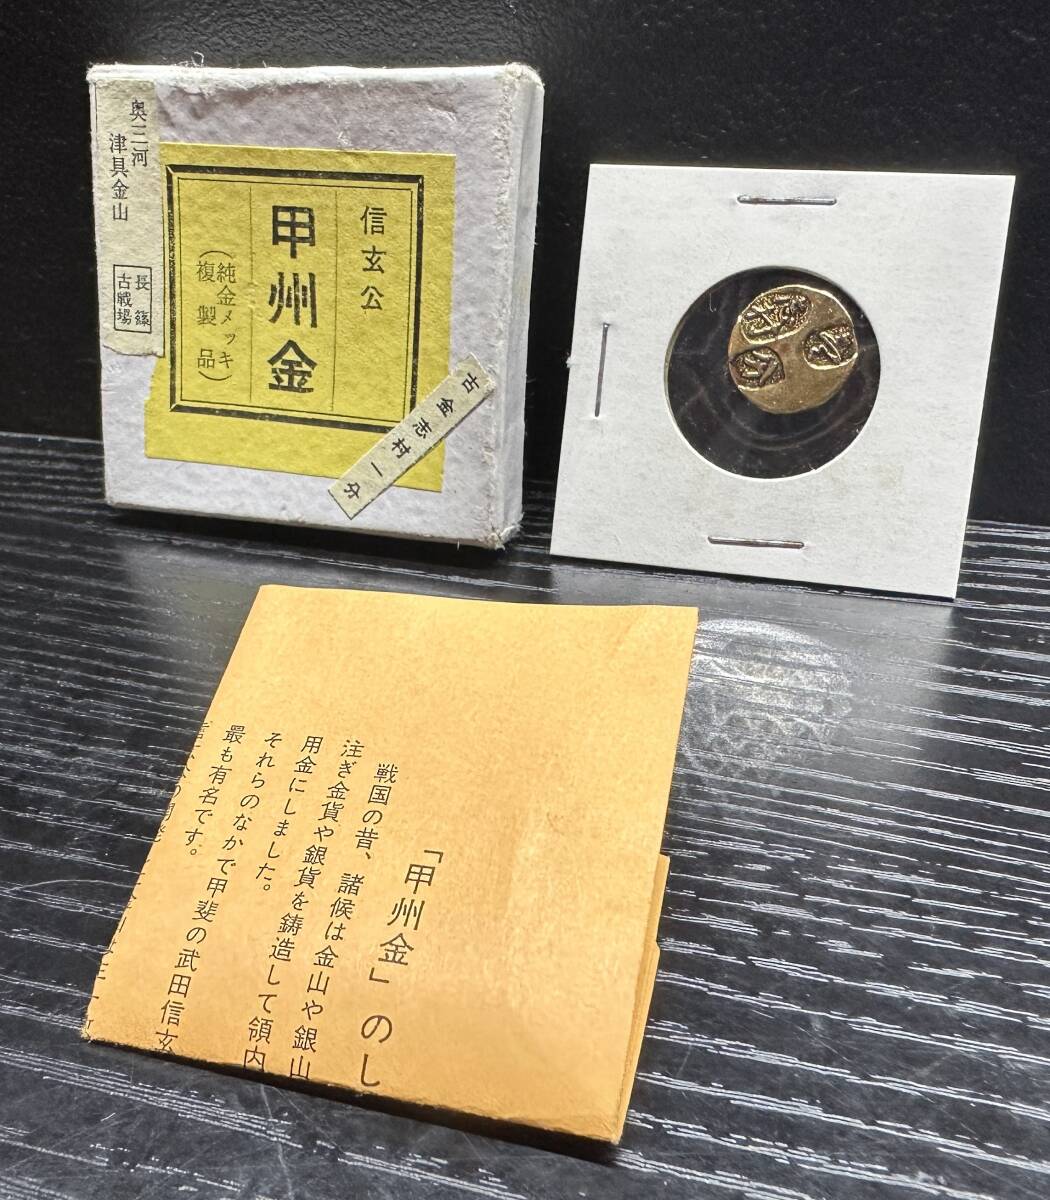 奥三河
津具金山
長篠
古戦場
信玄公
甲州金
(純金メッキ
複製品)
古金志村一分
「甲州金」のし
戦国の昔、諸候は金山や銀山
注ぎ金貨や銀貨を鋳造して領内
用金にしました。
それらのなかで甲斐の武田信玄
最も有名です。